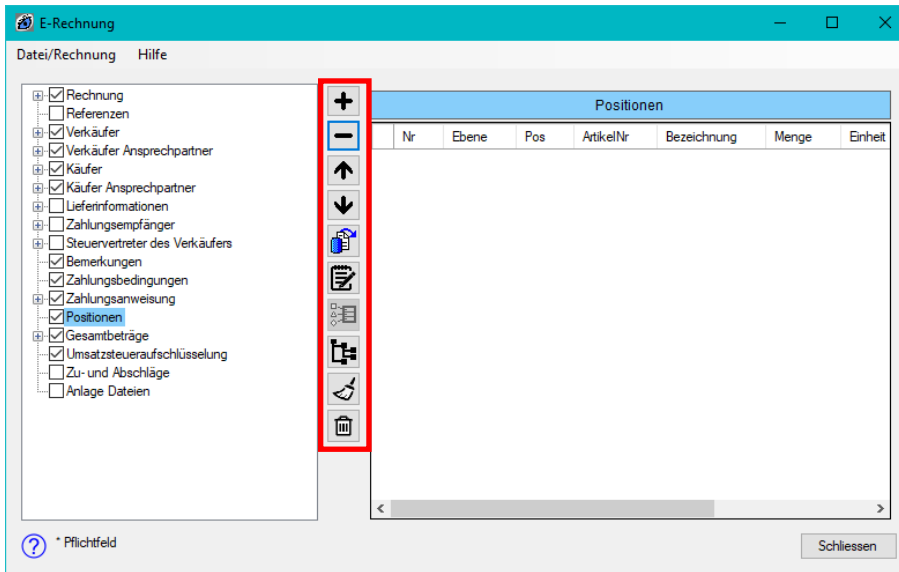 E-Rechnung
Datei/Rechnung Hilfe
Rechnung
Referenzen
Verkäufer
Verkäufer Ansprechpartner
Käufer
Käufer Ansprechpartner
Lieferinformationen
Zahlungsempfänger
Steuervertreter des Verkäufers
Bemerkungen
Zahlungsbedingungen
Zahlungsanweisung
Positionen
Gesamtbeträge
Umsatzsteueraufschlüsselung
Zu- und Abschläge
Anlage Dateien
Positionen
Nr Ebene Pos ArtikelNr Bezeichnung Menge Einheit
* Pflichtfeld
Schliessen